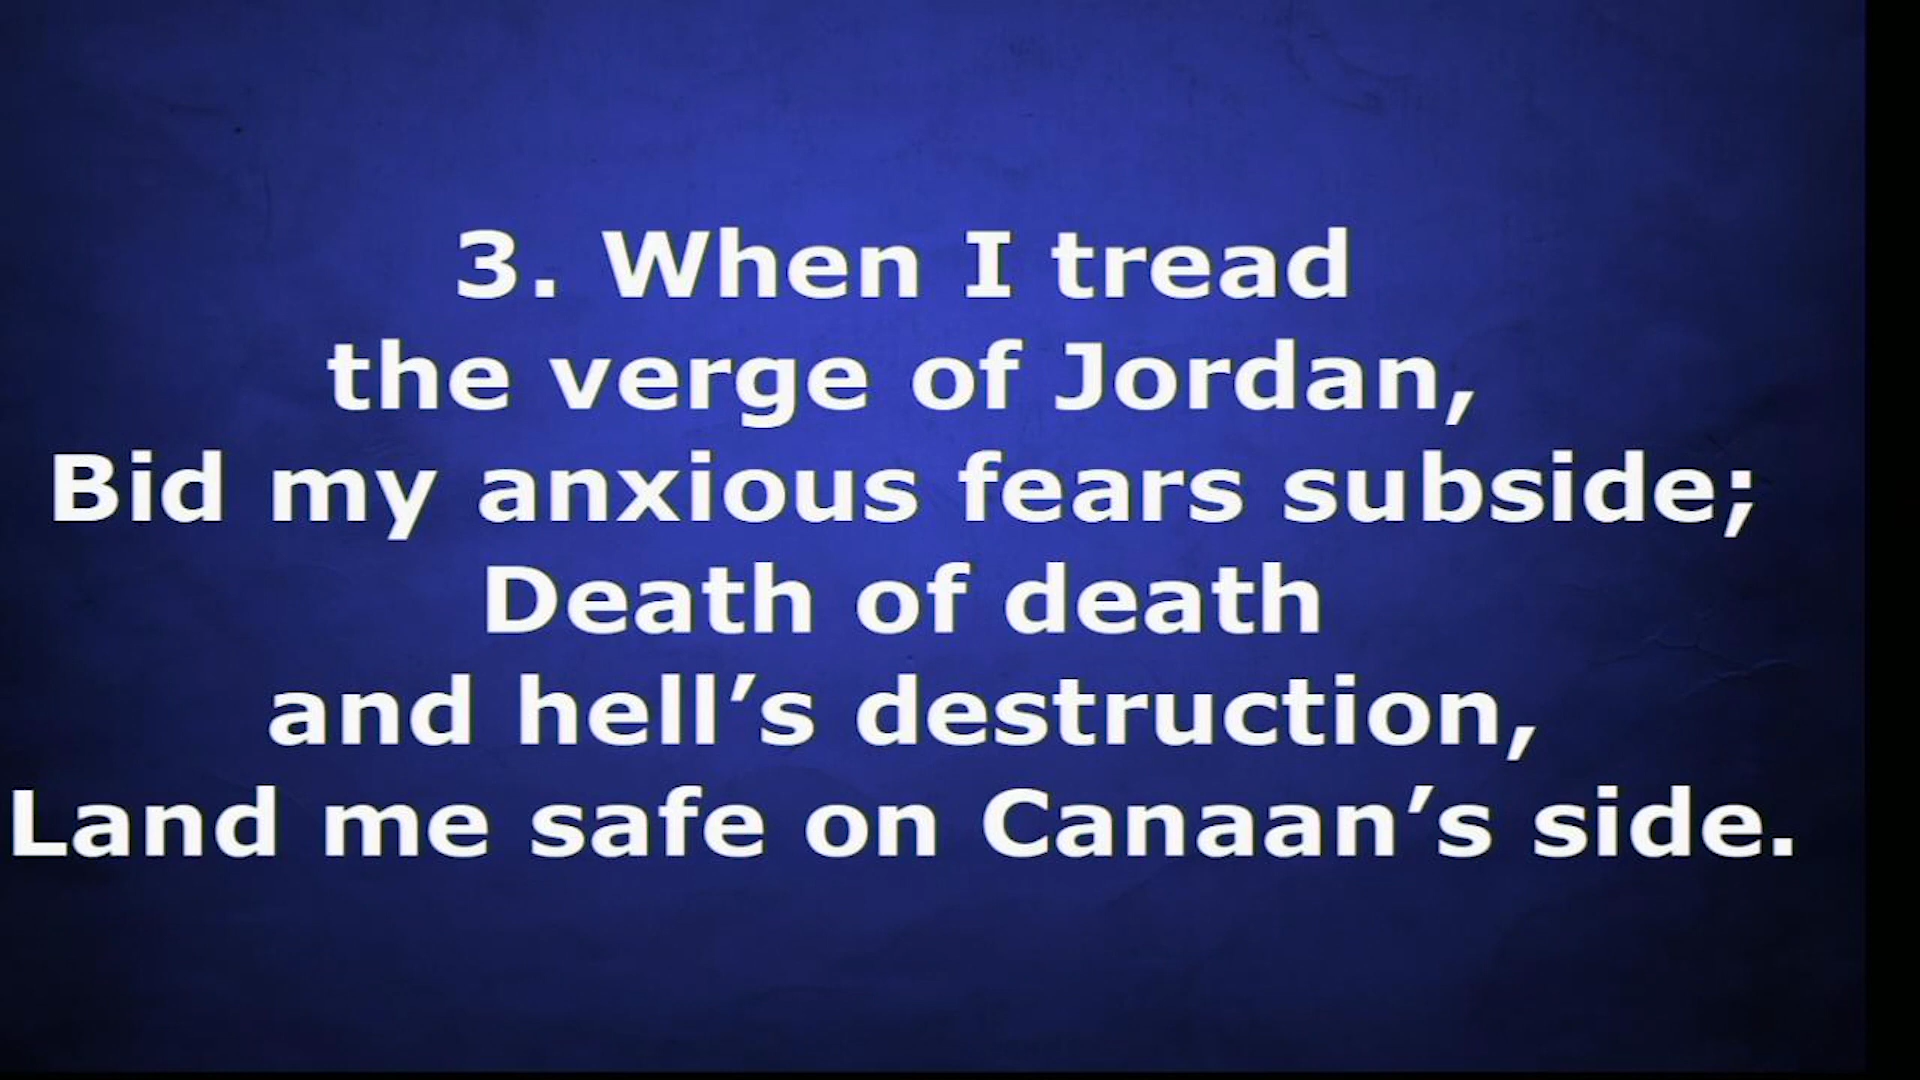 3. When I tread
the verge of Jordan,
Bid my anxious fears subside;
Death of death
and hell’s destruction,
Land me safe on Canaan’s side.